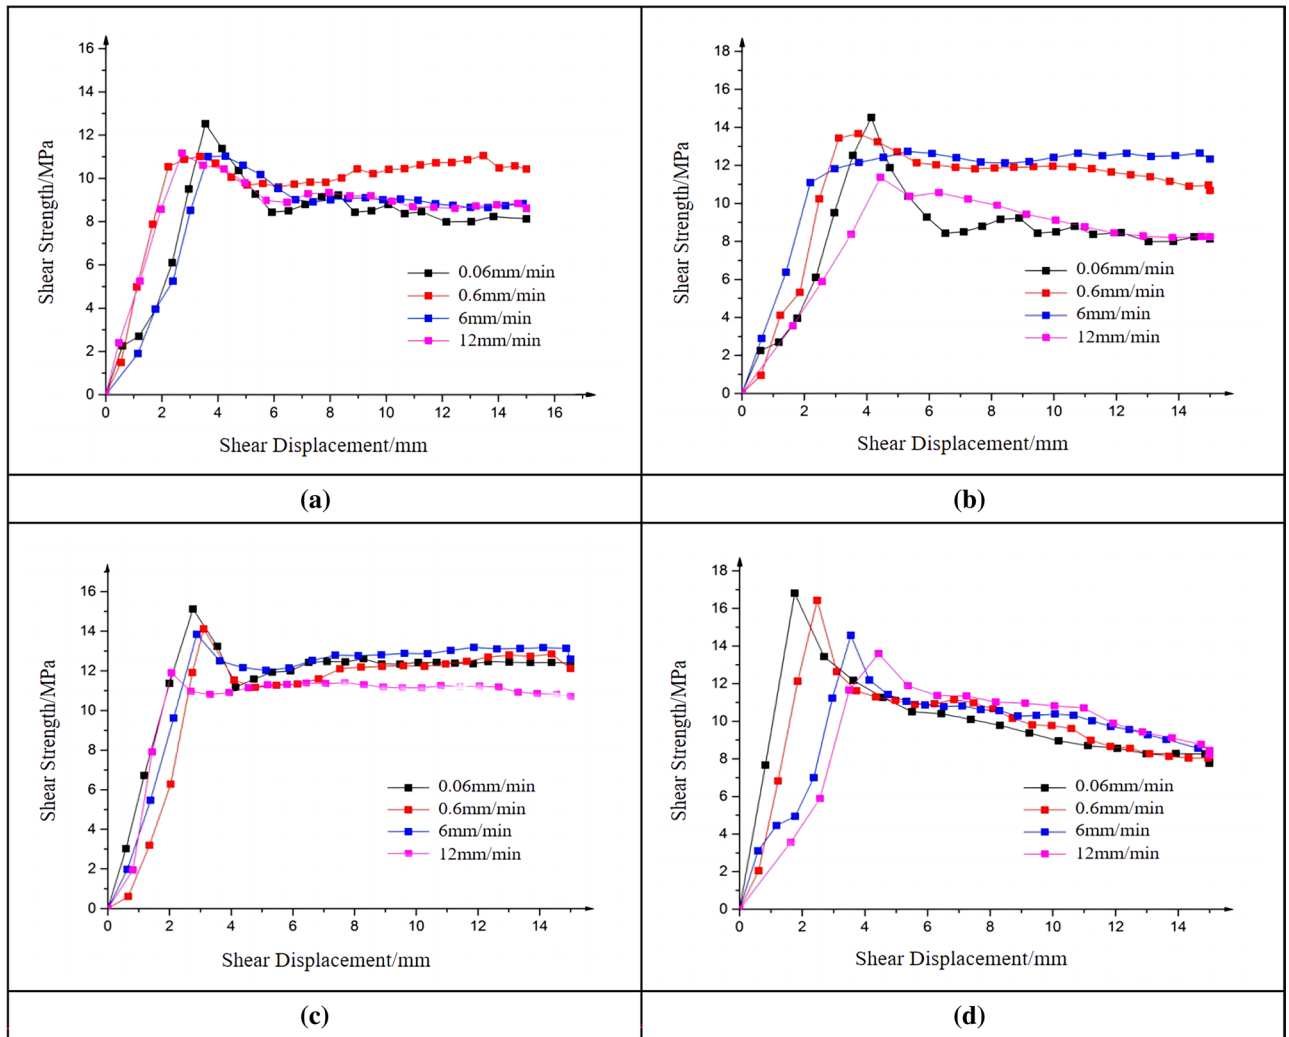 16
14
12
10
8
6
4
2
0
0 2 4 6 8 10 12 14 16
Shear Strength/MPa
Shear Displacement/mm
0.06mm/min
0.6mm/min
6mm/min
12mm/min
(a)
18
16
14
12
10
8
6
4
2
0
0 2 4 6 8 10 12 14
Shear Strength/MPa
Shear Displacement/mm
0.06mm/min
0.6mm/min
6mm/min
12mm/min
(b)
16
14
12
10
8
6
4
2
0
0 2 4 6 8 10 12 14
Shear Strength/MPa
Shear Displacement/mm
0.06mm/min
0.6mm/min
6mm/min
12mm/min
(c)
18
16
14
12
10
8
6
4
2
0
0 2 4 6 8 10 12 14
Shear Strength/MPa
Shear Displacement/mm
0.06mm/min
0.6mm/min
6mm/min
12mm/min
(d)